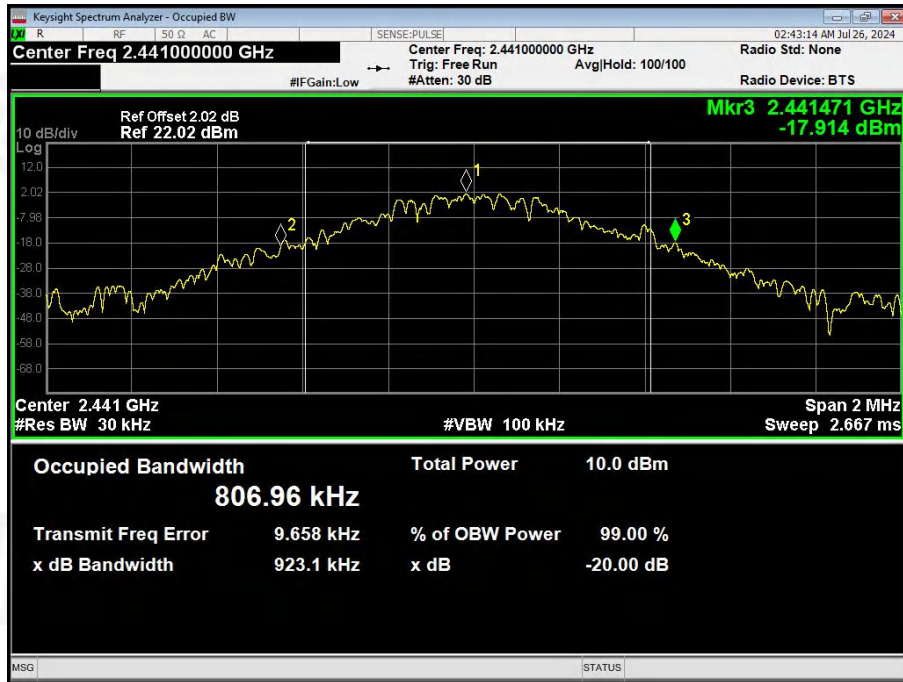 Keysight Spectrum Analyzer - Occupied BW
LXI R RF 50 Ω AC SENSE:PULSE 02:43:14 AM Jul 26, 2024
Center Freq 2.441000000 GHz Center Freq: 2.441000000 GHz Radio Std: None
Trig: Free Run Avg|Hold: 100/100
#IFGain:Low #Atten: 30 dB Radio Device: BTS
Mkr3 2.441471 GHz
-17.914 dBm
Ref Offset 2.02 dB
10 dB/div Ref 22.02 dBm
Log
12.0
2.02
-7.98
-18.0
-28.0
-38.0
-48.0
-58.0
-68.0
1
2
3
Center 2.441 GHz Span 2 MHz
#Res BW 30 kHz #VBW 100 kHz Sweep 2.667 ms
Occupied Bandwidth Total Power 10.0 dBm
806.96 kHz
Transmit Freq Error 9.658 kHz % of OBW Power 99.00 %
x dB Bandwidth 923.1 kHz x dB -20.00 dB
MSG STATUS